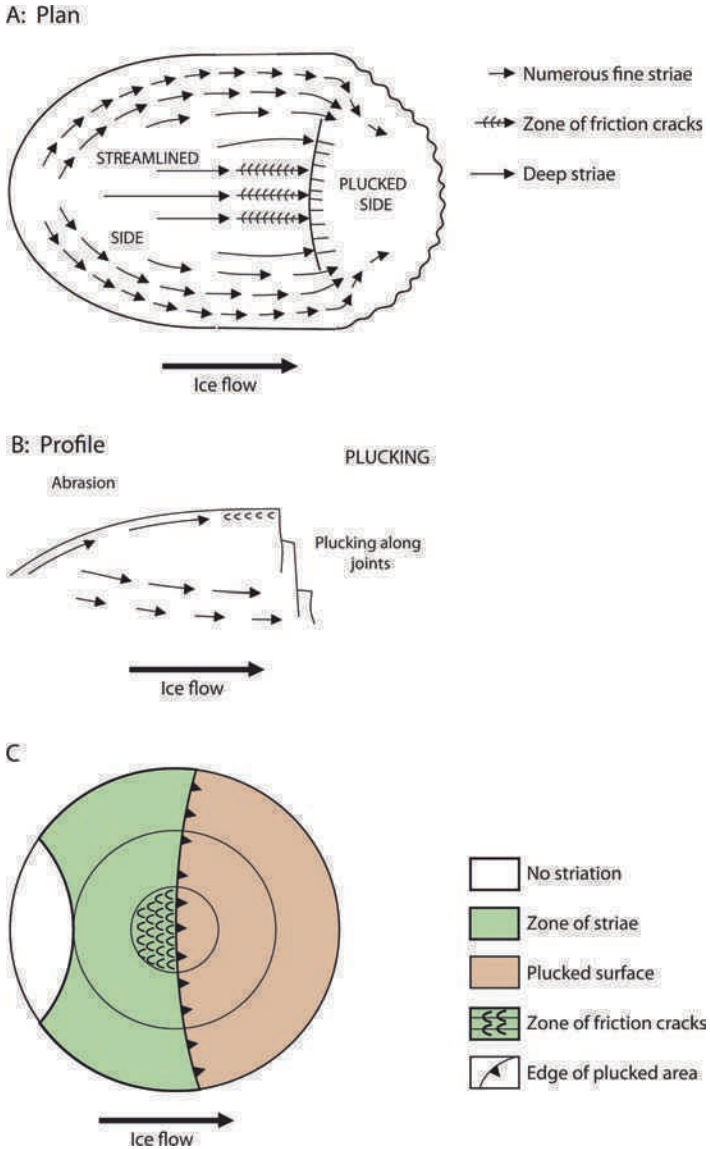 A: Plan
Numerous fine striae
Zone of friction cracks
Deep striae
STREAMLINED
SIDE
PLUCKED
SIDE
Ice flow
B: Profile
PLUCKING
Abrasion
Plucking along
joints
Ice flow
C
No striation
Zone of striae
Plucked surface
Zone of friction cracks
Edge of plucked area
Ice flow